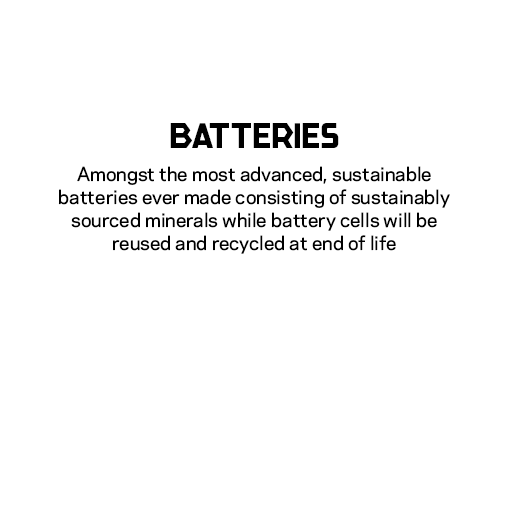 BATTERIES
Amongst the most advanced, sustainable
batteries ever made consisting of sustainably
sourced minerals while battery cells will be
reused and recycled at end of life